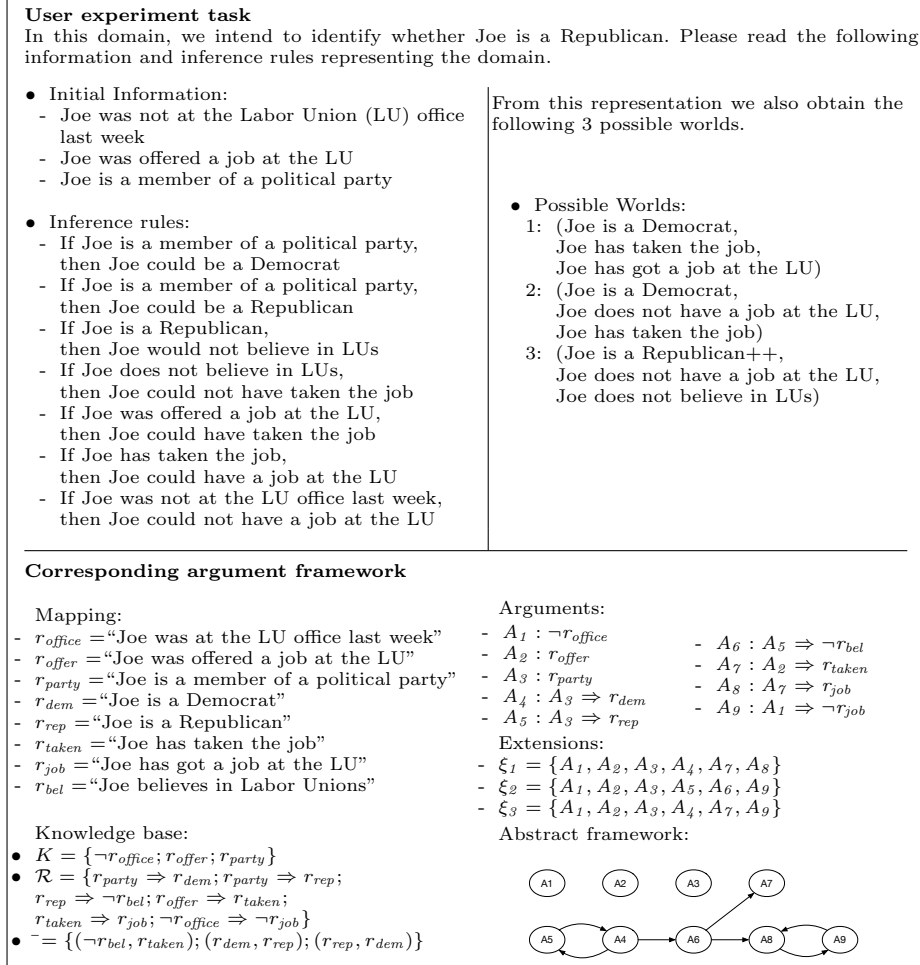 User experiment task
In this domain, we intend to identify whether Joe is a Republican. Please read the following
information and inference rules representing the domain.
• Initial Information:
- Joe was not at the Labor Union (LU) office
last week
- Joe was offered a job at the LU
- Joe is a member of a political party
• Inference rules:
- If Joe is a member of a political party,
then Joe could be a Democrat
- If Joe is a member of a political party,
then Joe could be a Republican
- If Joe is a Republican,
then Joe would not believe in LUs
- If Joe does not believe in LUs,
then Joe could not have taken the job
- If Joe was offered a job at the LU,
then Joe could have taken the job
- If Joe has taken the job,
then Joe could have a job at the LU
- If Joe was not at the LU office last week,
then Joe could not have a job at the LU
From this representation we also obtain the
following 3 possible worlds.
• Possible Worlds:
1: (Joe is a Democrat,
Joe has taken the job,
Joe has got a job at the LU)
2: (Joe is a Democrat,
Joe does not have a job at the LU,
Joe has taken the job)
3: (Joe is a Republican++,
Joe does not have a job at the LU,
Joe does not believe in LUs)
Corresponding argument framework
Mapping:
- r_office =“Joe was at the LU office last week”
- r_offer =“Joe was offered a job at the LU”
- r_party =“Joe is a member of a political party”
- r_dem =“Joe is a Democrat”
- r_rep =“Joe is a Republican”
- r_taken =“Joe has taken the job”
- r_job =“Joe has got a job at the LU”
- r_bel =“Joe believes in Labor Unions”
Knowledge base:
• K = {¬r_office; r_offer; r_party}
• R = {r_party ⇒ r_dem; r_party ⇒ r_rep;
r_rep ⇒ ¬r_bel; r_offer ⇒ r_taken;
r_taken ⇒ r_job; ¬r_office ⇒ ¬r_job}
• ¯= {(¬r_bel, r_taken); (r_dem, r_rep); (r_rep, r_dem)}
Arguments:
- A₁ : ¬r_office
- A₂ : r_offer
- A₃ : r_party
- A₄ : A₃ ⇒ r_dem
- A₅ : A₃ ⇒ r_rep
- A₆ : A₅ ⇒ ¬r_bel
- A₇ : A₂ ⇒ r_taken
- A₈ : A₇ ⇒ r_job
- A₉ : A₁ ⇒ ¬r_job
Extensions:
- ξ₁ = {A₁, A₂, A₃, A₄, A₇, A₈}
- ξ₂ = {A₁, A₂, A₃, A₅, A₆, A₉}
- ξ₃ = {A₁, A₂, A₃, A₄, A₇, A₉}
Abstract framework:
A1 A2 A3 A7
A5 A4 A6 A8 A9